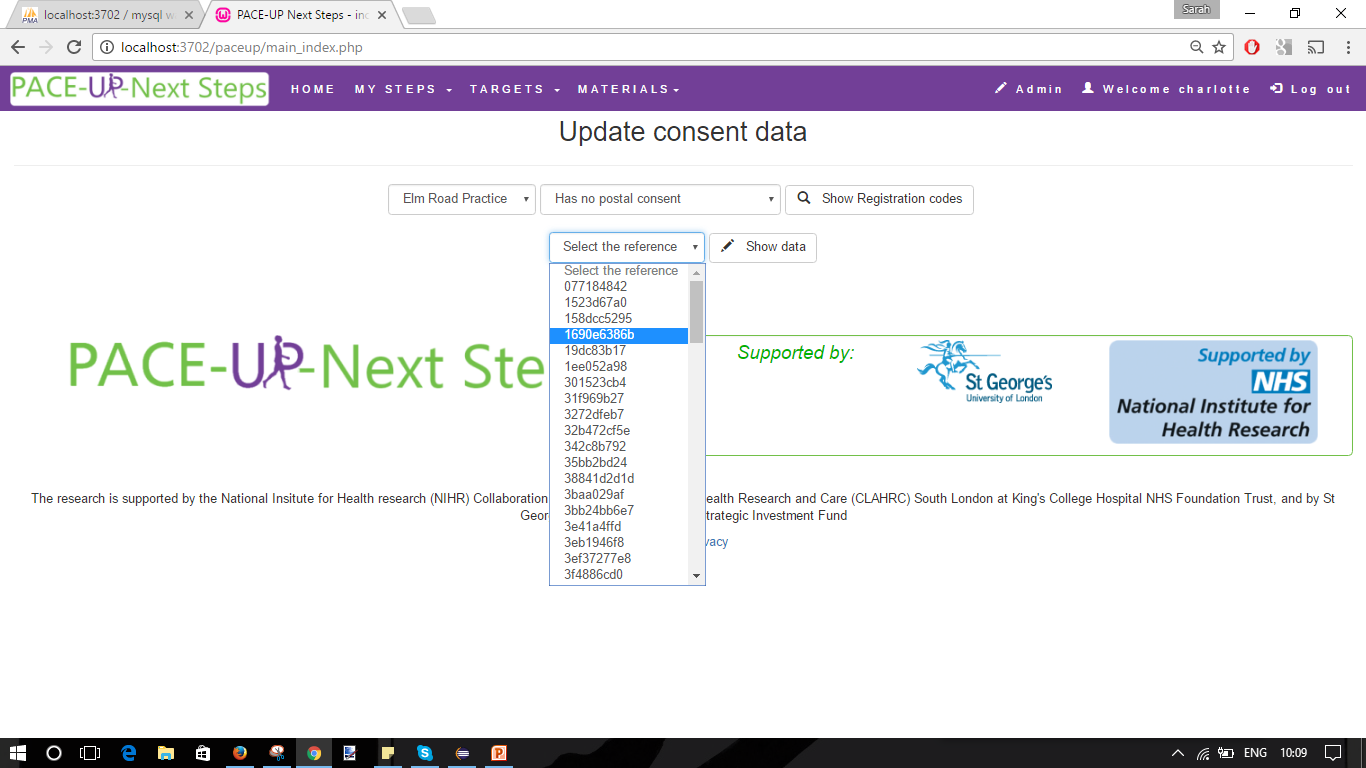 localhost:3702 / mysql w
PACE-UP Next Steps - in
Sarah
localhost:3702/paceup/main_index.php
PACE-UP-Next Steps
HOME MY STEPS TARGETS MATERIALS Admin Welcome charlotte Log out
Update consent data
Elm Road Practice Has no postal consent Show Registration codes
Select the reference Show data
Select the reference
077184842
1523d67a0
158dcc5295
1690e6386b
19dc83b17
1ee052a98
301523cb4
31f969b27
3272dfeb7
32b472cf5e
342c8b792
35bb2bd24
38841d2d1d
3baa029af
3bb24bb6e7
3e41a4ffd
3eb1946f8
3ef37277e8
3f4886cd0
PACE-UP-Next Ste
Supported by:
St George's
University of London
Supported by
NHS
National Institute for
Health Research
The research is supported by the National Insitute for Health research (NIHR) Collaboration ealth Research and Care (CLAHRC) South London at King's College Hospital NHS Foundation Trust, and by St
Geor trategic Investment Fund
vacy
ENG 10:09